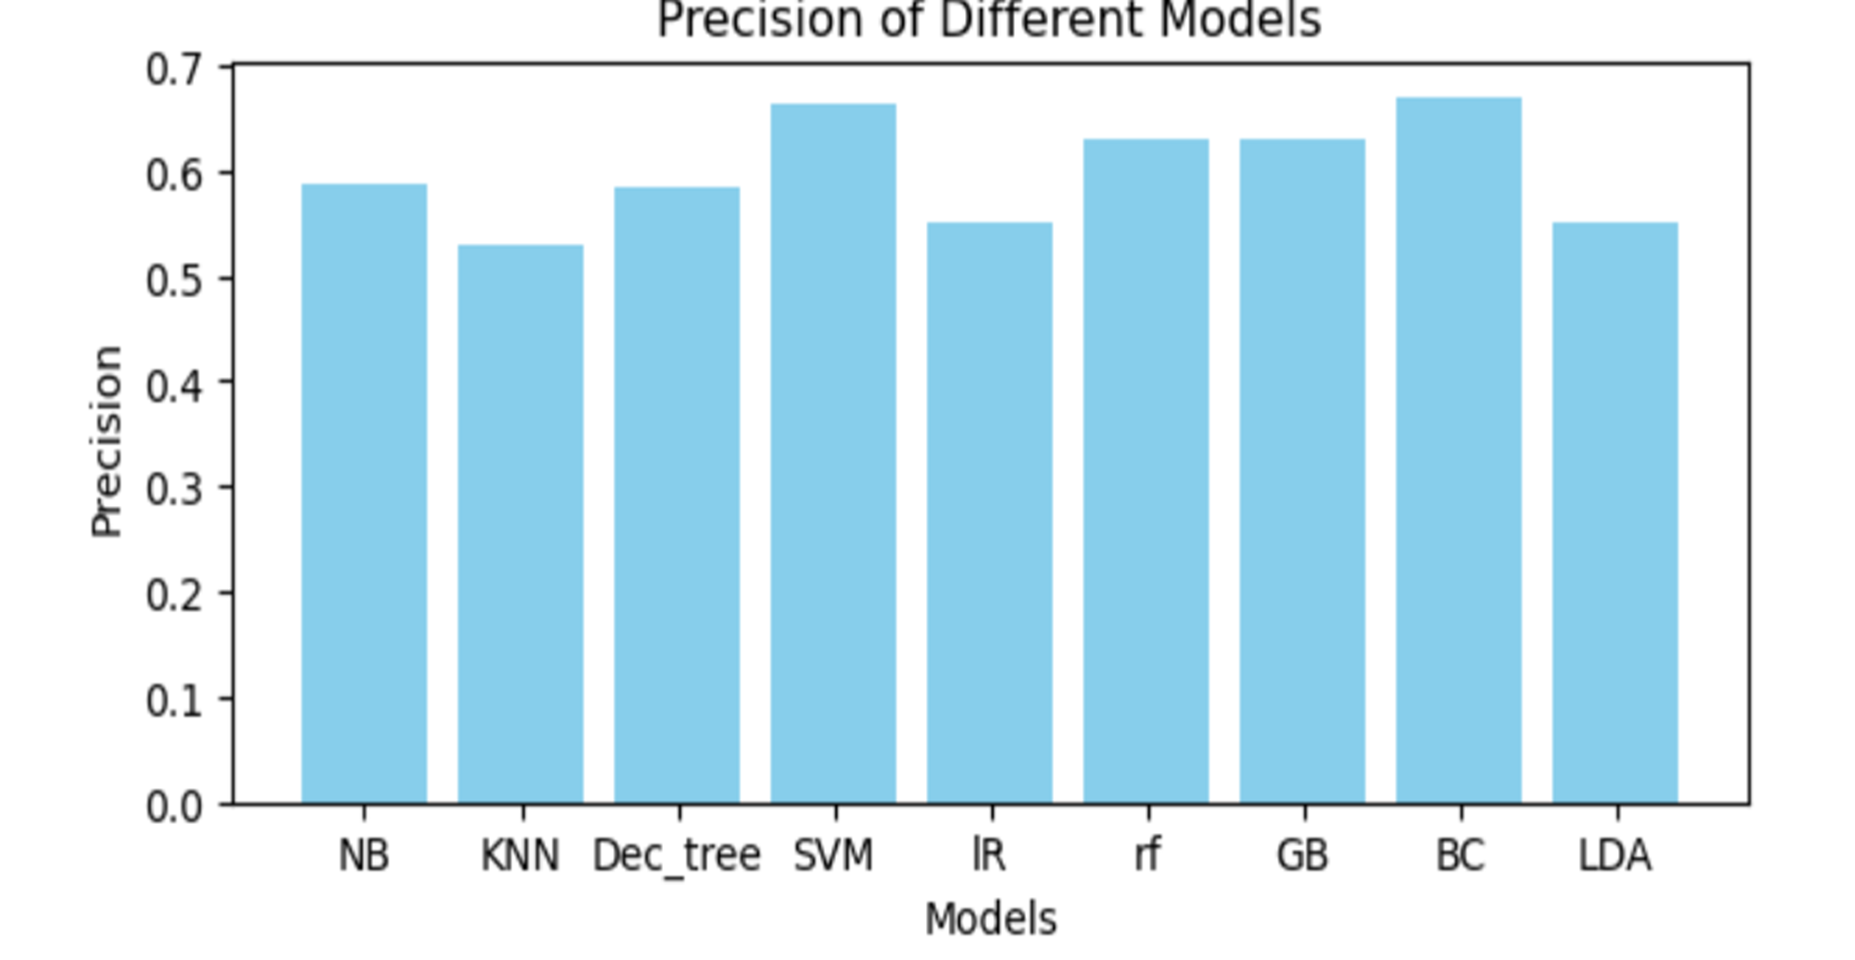 Precision of Different Models
0.7
0.6
0.5
0.4
0.3
0.2
0.1
0.0
Precision
NB KNN Dec_tree SVM lR rf GB BC LDA
Models